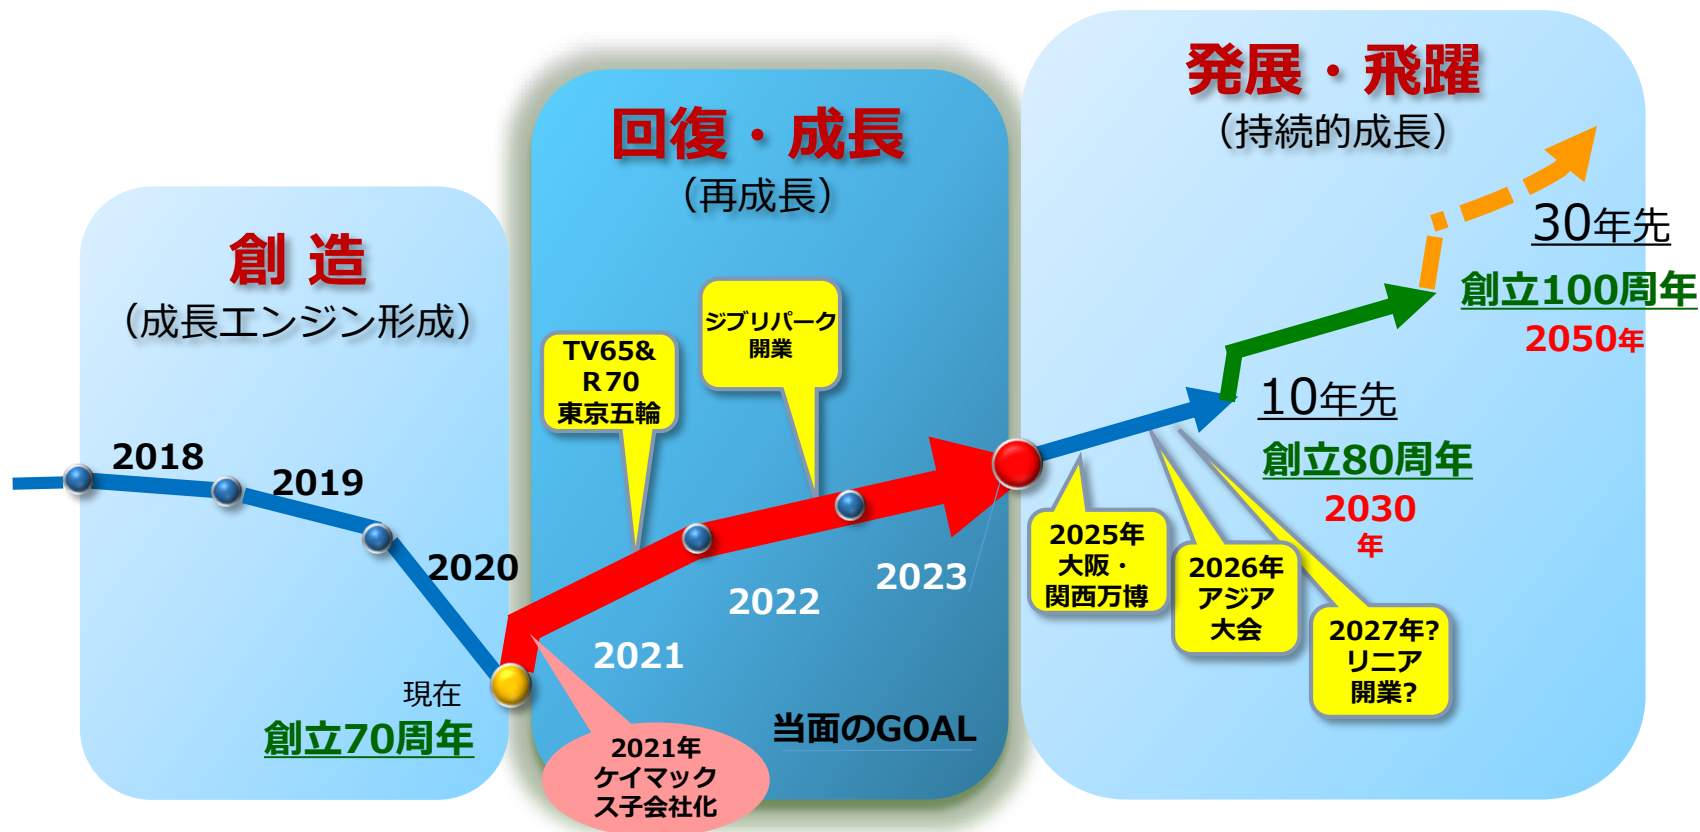 創 造
（成長エンジン形成）
2018
2019
2020
現在
創立70周年
回復・成長
（再成長）
TV65&
Ｒ70
東京五輪
ジブリパーク
開業
2021
2022
2023
2021年
ケイマック
ス子会社化
当面のGOAL
発展・飛躍
（持続的成長）
30年先
創立100周年
2050年
10年先
創立80周年
2030
年
2025年
大阪・
関西万博
2026年
アジア
大会
2027年?
リニア
開業?